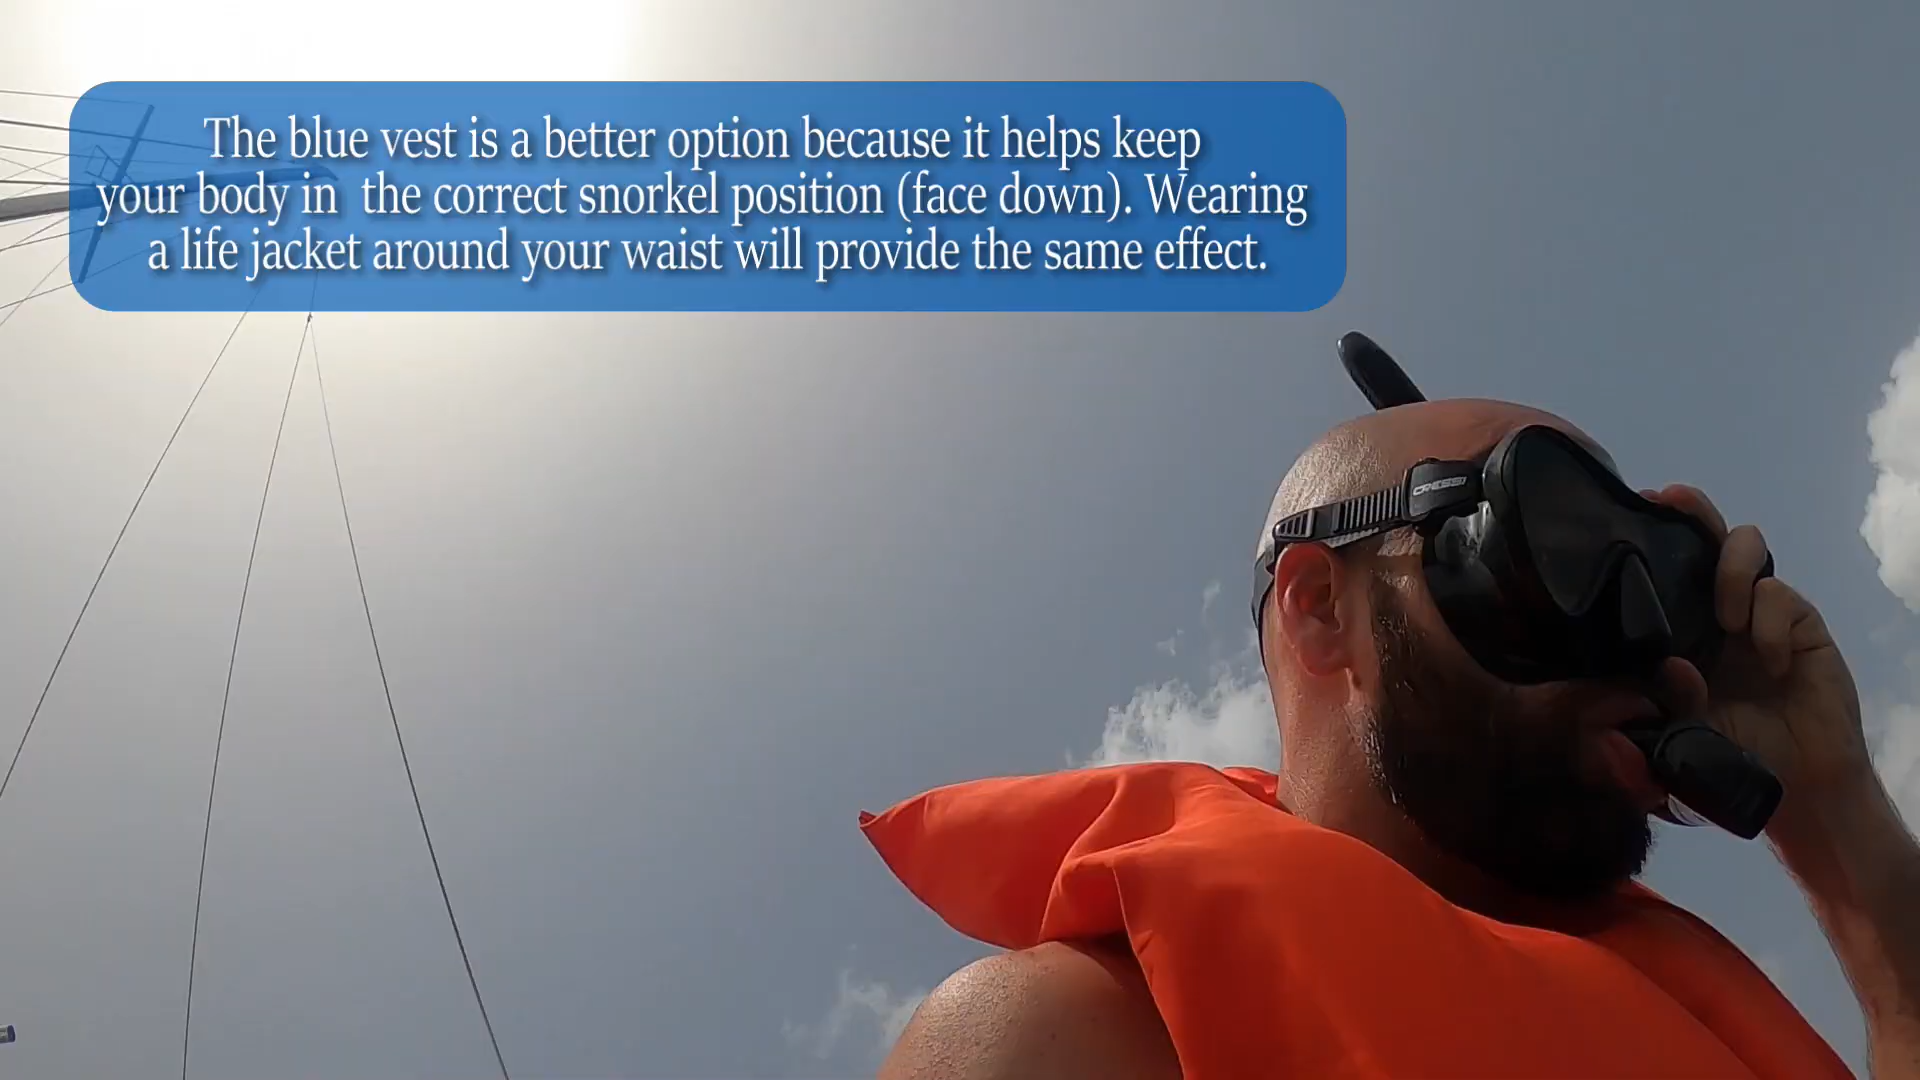 The blue vest is a better option because it helps keep
your body in  the correct snorkel position (face down). Wearing
a life jacket around your waist will provide the same effect.
CRESSI